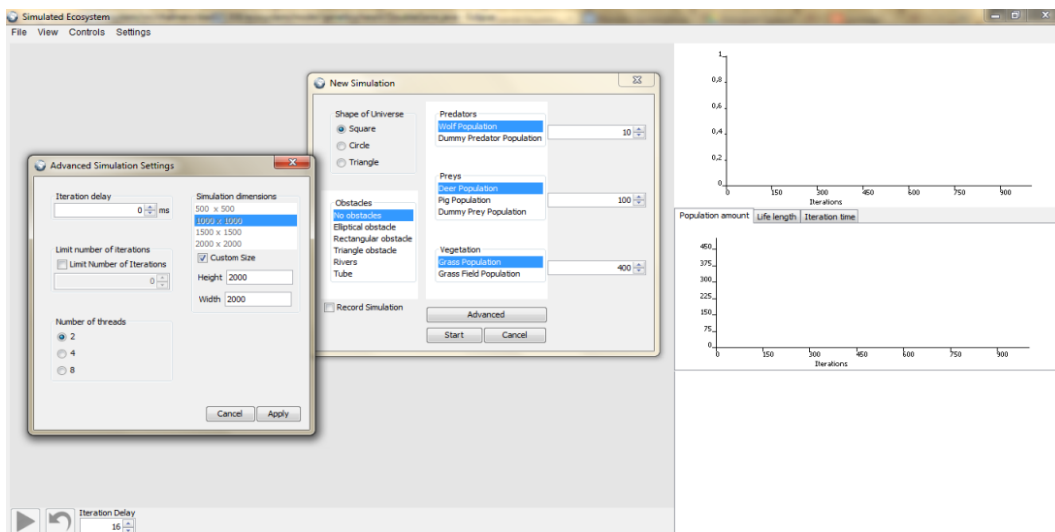 Simulated Ecosystem
File View Controls Settings
New Simulation
Shape of Universe
Square
Circle
Triangle
Obstacles
No obstacles
Elliptical obstacle
Rectangular obstacle
Triangle obstacle
Rivers
Tube
Record Simulation
Predators
Wolf Population
Dummy Predator Population
10
Preys
Deer Population
Pig Population
Dummy Prey Population
100
Vegetation
Grass Population
Grass Field Population
400
Advanced
Start Cancel
Advanced Simulation Settings
Iteration delay
0 ms
Limit number of iterations
Limit Number of Iterations
0
Number of threads
2
4
8
Simulation dimensions
500 x 500
1000 x 1000
1500 x 1500
2000 x 2000
Custom Size
Height 2000
Width 2000
Cancel Apply
1
0,8
0,6
0,4
0,2
0
0 150 300 450 600 750 900
Iterations
Population amount Life length Iteration time
450
375
300
225
150
75
0
0 150 300 450 600 750 900
Iterations
Iteration Delay
16